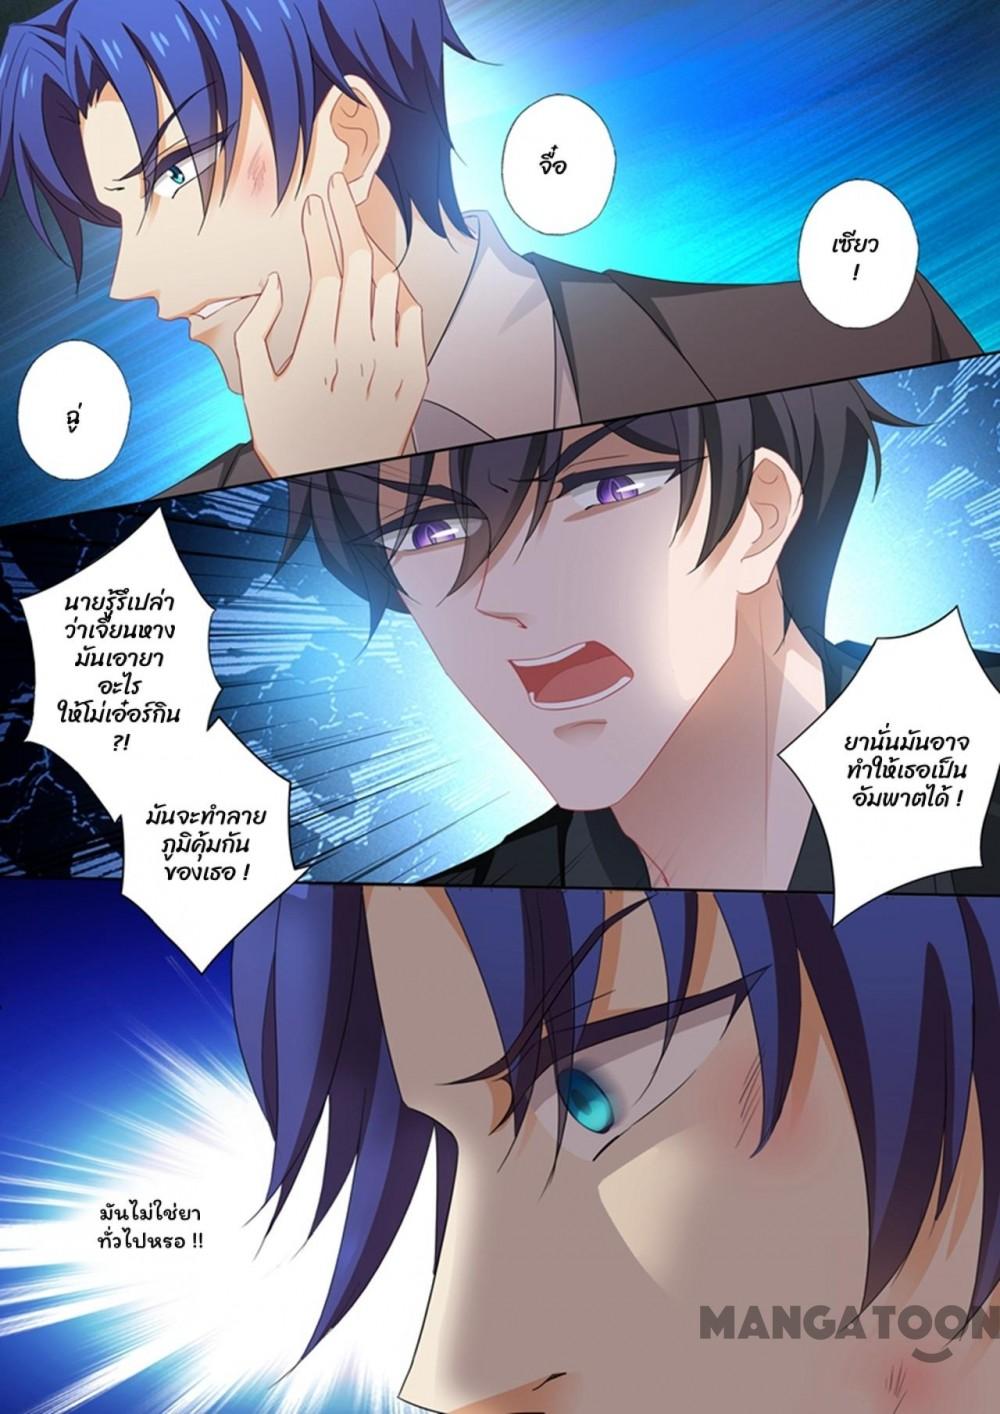 ฉู่
จื๋อ
เซียว
!
นายรู้รึเปล่า
ว่าเจี่ยนหาง
มันเอายา
อะไร
ให้โม่เอ๋อร์กิน
?!
มันจะทำลาย
ภูมิคุ้มกัน
ของเธอ !
ยานั่นมันอาจ
ทำให้เธอเป็น
อัมพาตได้ !
มันไม่ใช่ยา
ทั่วไปหรอ !!
MANGATOON